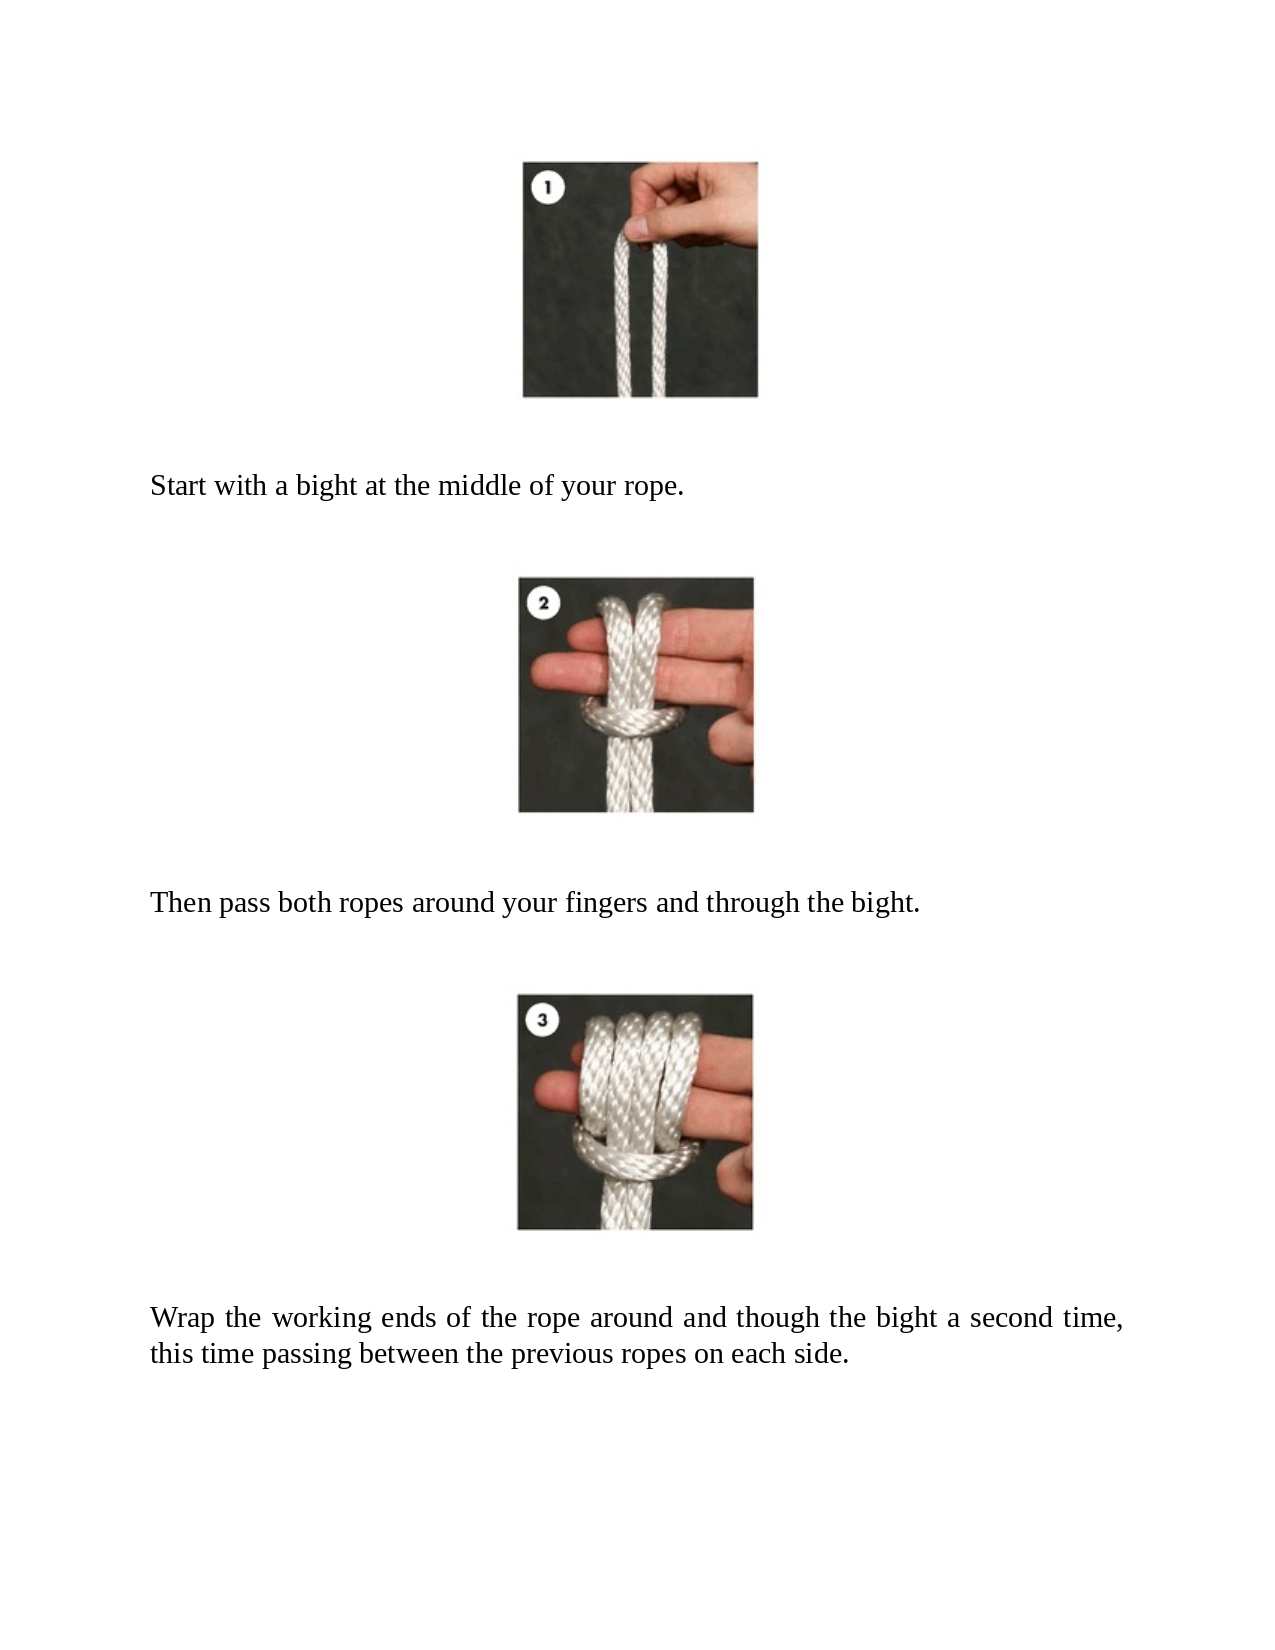 1
Start with a bight at the middle of your rope.
2
Then pass both ropes around your fingers and through the bight.
3
Wrap the working ends of the rope around and though the bight a second time,
this time passing between the previous ropes on each side.